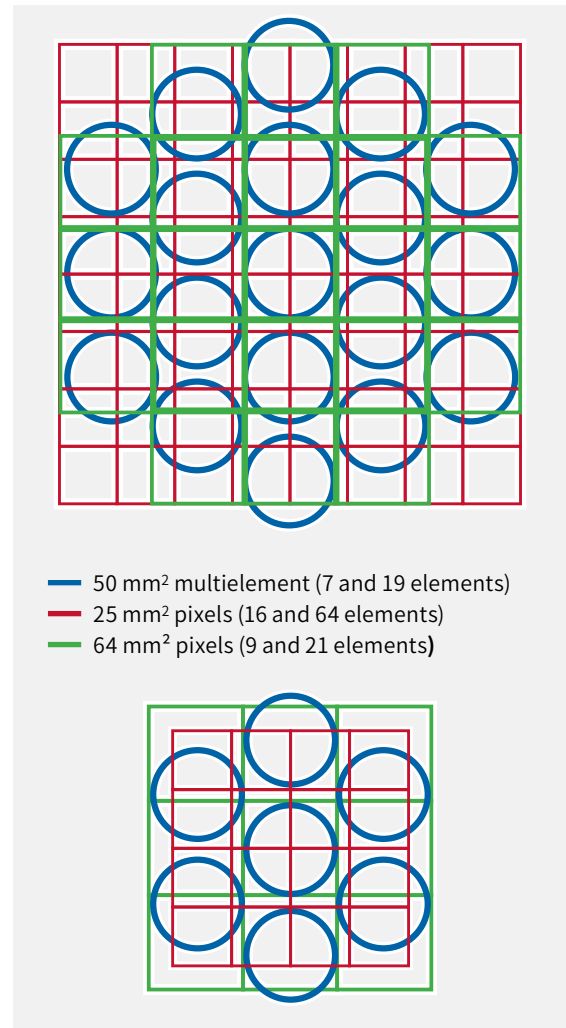 50 mm² multielement (7 and 19 elements)
25 mm² pixels (16 and 64 elements)
64 mm² pixels (9 and 21 elements)